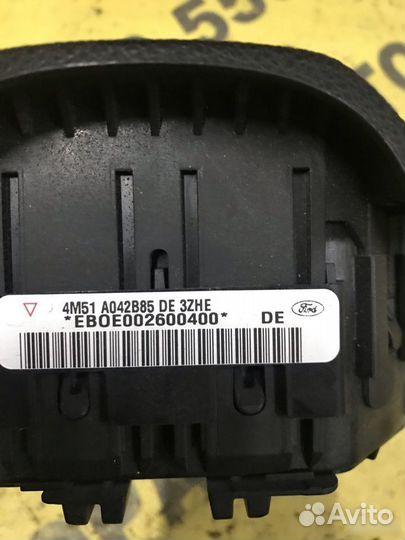 4M51 A042B85 DE 3ZHE
*EB0E002600400* DE
Ford
Avito